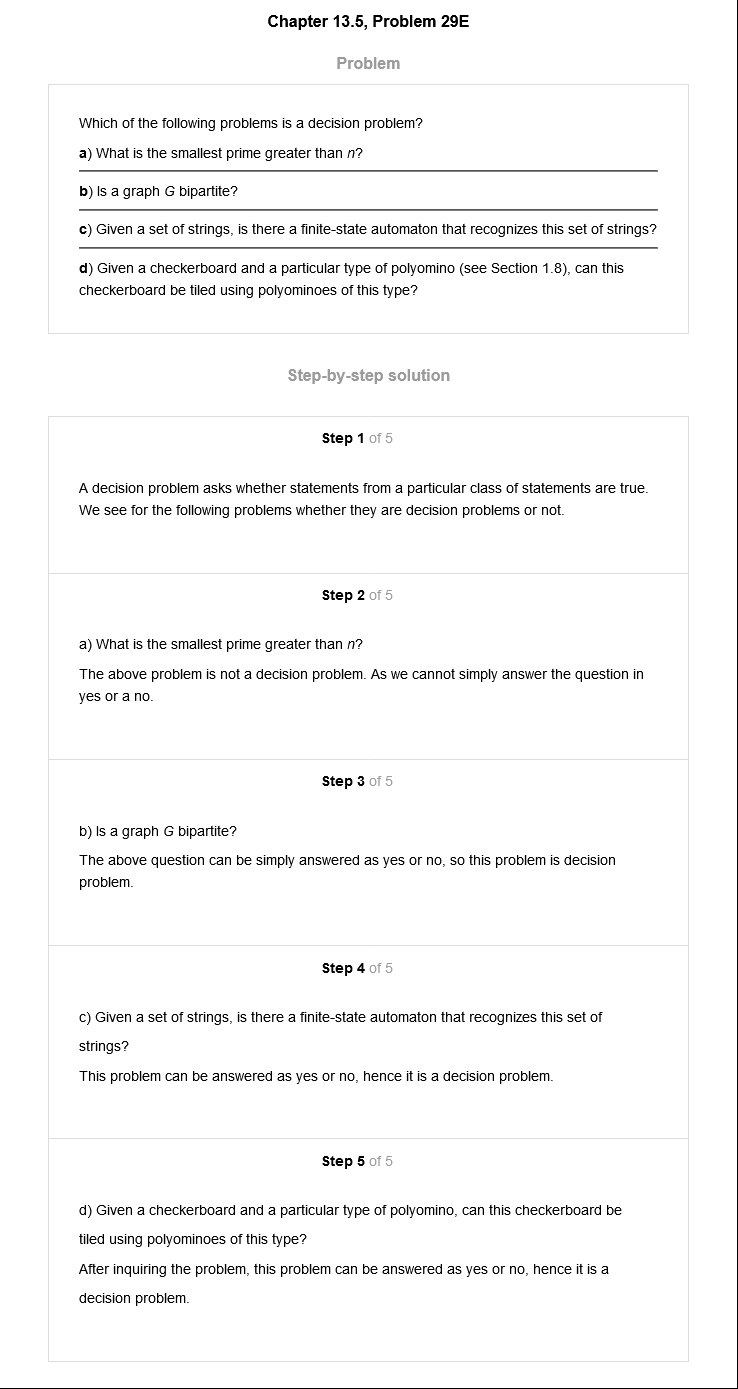 Chapter 13.5, Problem 29E
Problem
Which of the following problems is a decision problem?
a) What is the smallest prime greater than n?
b) Is a graph G bipartite?
c) Given a set of strings, is there a finite-state automaton that recognizes this set of strings?
d) Given a checkerboard and a particular type of polyomino (see Section 1.8), can this
checkerboard be tiled using polyominoes of this type?
Step-by-step solution
Step 1 of 5
A decision problem asks whether statements from a particular class of statements are true.
We see for the following problems whether they are decision problems or not.
Step 2 of 5
a) What is the smallest prime greater than n?
The above problem is not a decision problem. As we cannot simply answer the question in
yes or a no.
Step 3 of 5
b) Is a graph G bipartite?
The above question can be simply answered as yes or no, so this problem is decision
problem.
Step 4 of 5
c) Given a set of strings, is there a finite-state automaton that recognizes this set of
strings?
This problem can be answered as yes or no, hence it is a decision problem.
Step 5 of 5
d) Given a checkerboard and a particular type of polyomino, can this checkerboard be
tiled using polyominoes of this type?
After inquiring the problem, this problem can be answered as yes or no, hence it is a
decision problem.